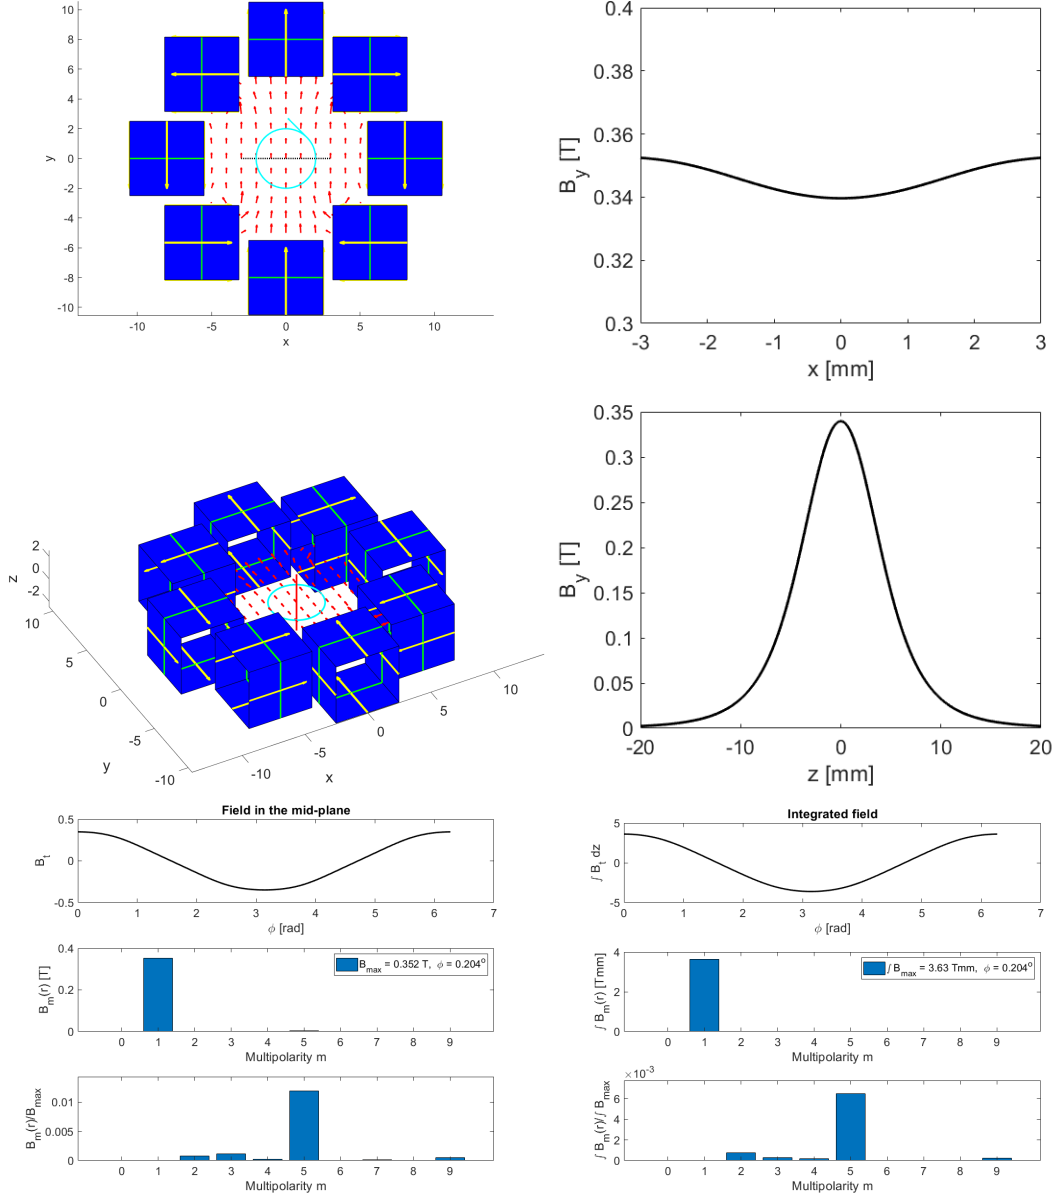 10
8
6
4
2
0
-2
-4
-6
-8
-10
y
-10
-5
0
5
10
x
0.4
0.38
0.36
0.34
0.32
0.3
B_y [T]
-3
-2
-1
0
1
2
3
x [mm]
2
0
-2
z
10
5
0
-5
-10
y
-10
-5
0
5
10
x
0.35
0.3
0.25
0.2
0.15
0.1
0.05
0
B_y [T]
-20
-10
0
10
20
z [mm]
Field in the mid-plane
0.5
0
-0.5
B_t
0 1 2 3 4 5 6 7
ϕ [rad]
Integrated field
5
0
-5
∫ B_t dz
0 1 2 3 4 5 6 7
ϕ [rad]
0.4
0.2
0
B_m(r) [T]
B_max = 0.352 T, ϕ = 0.204°
0 1 2 3 4 5 6 7 8 9
Multipolarity m
4
2
0
∫ B_m(r) [Tmm]
∫ B_max = 3.63 Tmm, ϕ = 0.204°
0 1 2 3 4 5 6 7 8 9
Multipolarity m
0.01
0.005
0
B_m(r)/B_max
0 1 2 3 4 5 6 7 8 9
Multipolarity m
×10^-3
6
4
2
0
∫ B_m(r)/∫ B_max
0 1 2 3 4 5 6 7 8 9
Multipolarity m